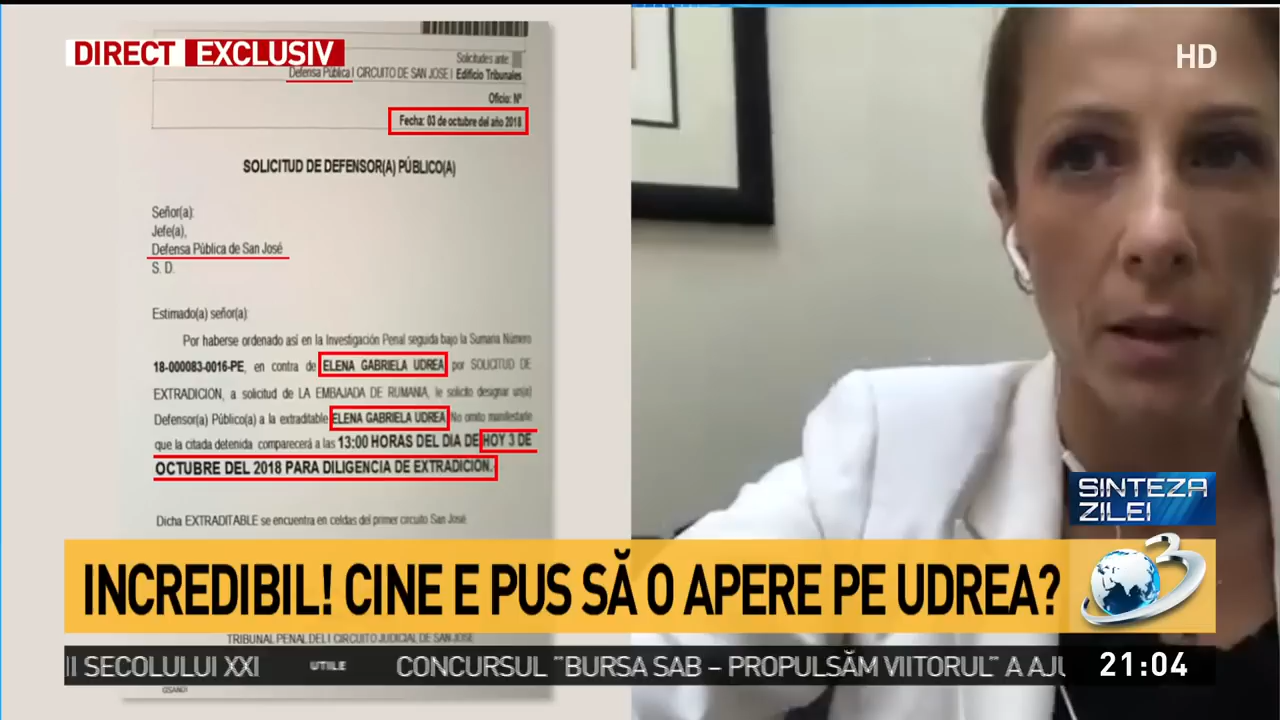 DIRECT EXCLUSIV
HD
Solicitudes ante:
Defensa Pública I CIRCUITO DE SAN JOSE I Edificio Tribunales
Oficio: Nº
Fecha: 03 de octubre del año 2018
SOLICITUD DE DEFENSOR(A) PÚBLICO(A)
Señor(a):
Jefe(a),
Defensa Pública de San José
S. D.
Estimado(a) señor(a):
Por haberse ordenado así en la Investigación Penal seguida bajo la Sumaria Número
18-000083-0016-PE, en contra de ELENA GABRIELA UDREA por SOLICITUD DE
EXTRADICION, a solicitud de LA EMBAJADA DE RUMANIA, le solicito designar un(a)
Defensor(a) Público(a) a la extraditable ELENA GABRIELA UDREA No omito manifestarle
que la citada detenida comparecerá a las 13:00 HORAS DEL DIA DE HOY 3 DE
OCTUBRE DEL 2018 PARA DILIGENCIA DE EXTRADICIÓN.
Dicha EXTRADITABLE se encuentra en celdas del primer circuito San José
SINTEZA
ZILEI
INCREDIBIL! CINE E PUS SĂ O APERE PE UDREA?
3
TRIBUNAL PENAL DEL I CIRCUITO JUDICIAL DE SAN JOSE
II SECOLULUI XXI UTILE CONCURSUL "BURSA SAB – PROPULSĂM VIITORUL" A AJU
21:04